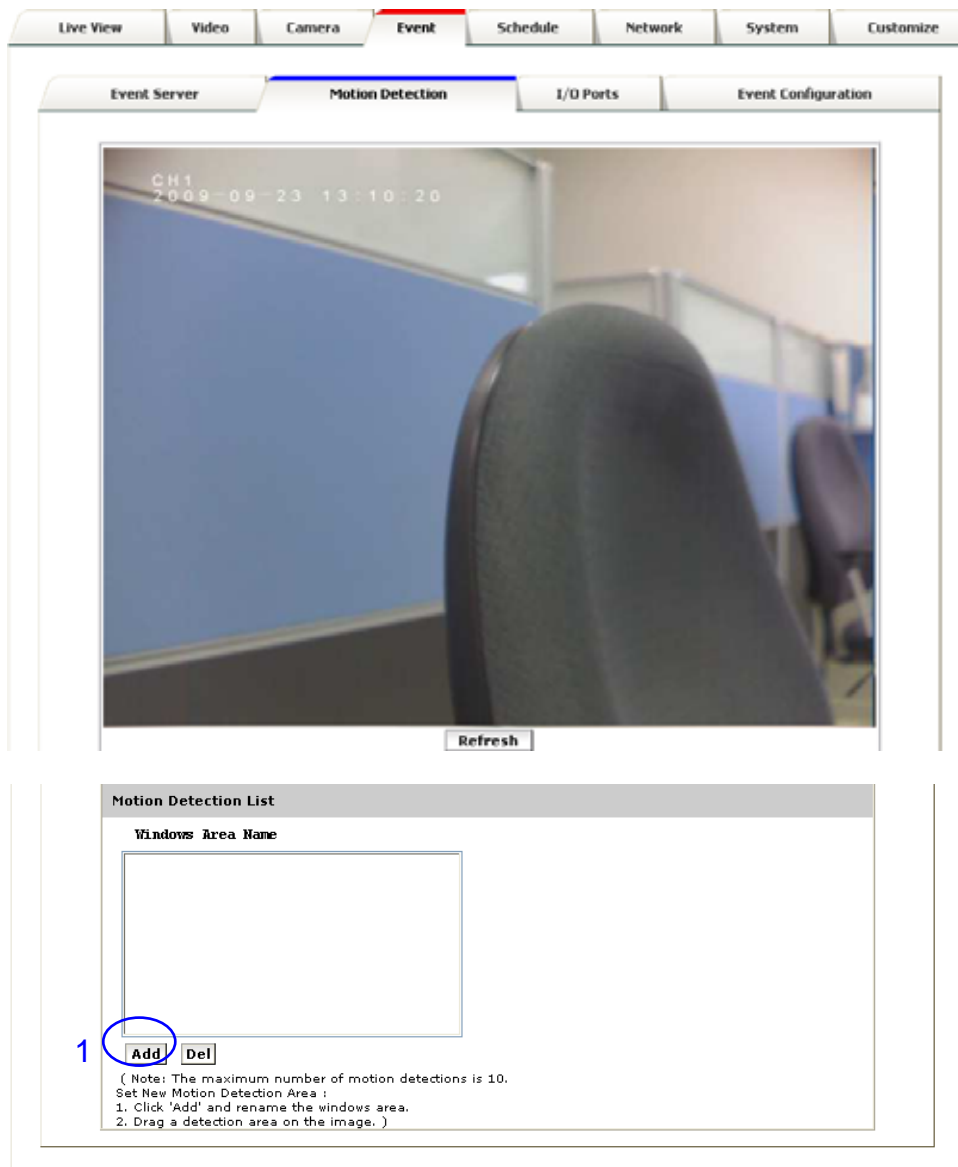 Live View Video Camera Event Schedule Network System Customize
Event Server Motion Detection I/O Ports Event Configuration
CH1
2009-09-23 13:10:20
Refresh
Motion Detection List
Windows Area Name
1
Add Del
( Note: The maximum number of motion detections is 10.
Set New Motion Detection Area :
1. Click 'Add' and rename the windows area.
2. Drag a detection area on the image. )